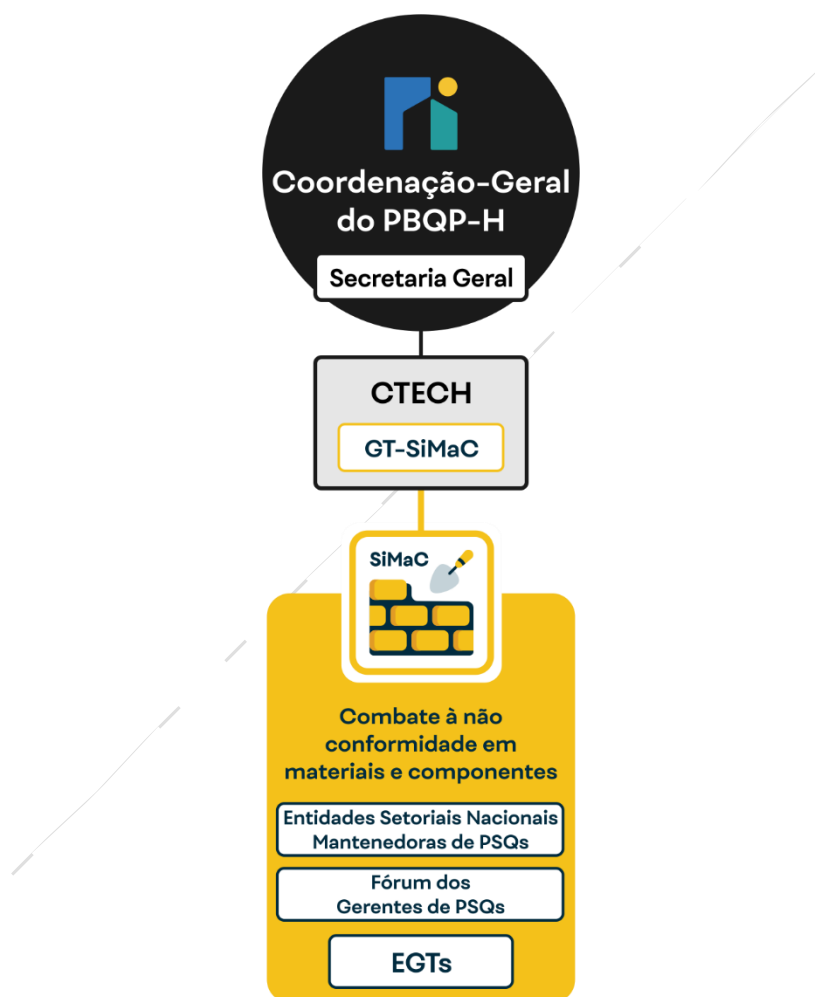 Coordenação-Geral
do PBQP-H
Secretaria Geral
CTECH
GT-SiMaC
SiMaC
Combate à não
conformidade em
materiais e componentes
Entidades Setoriais Nacionais
Mantenedoras de PSQs
Fórum dos
Gerentes de PSQs
EGTs